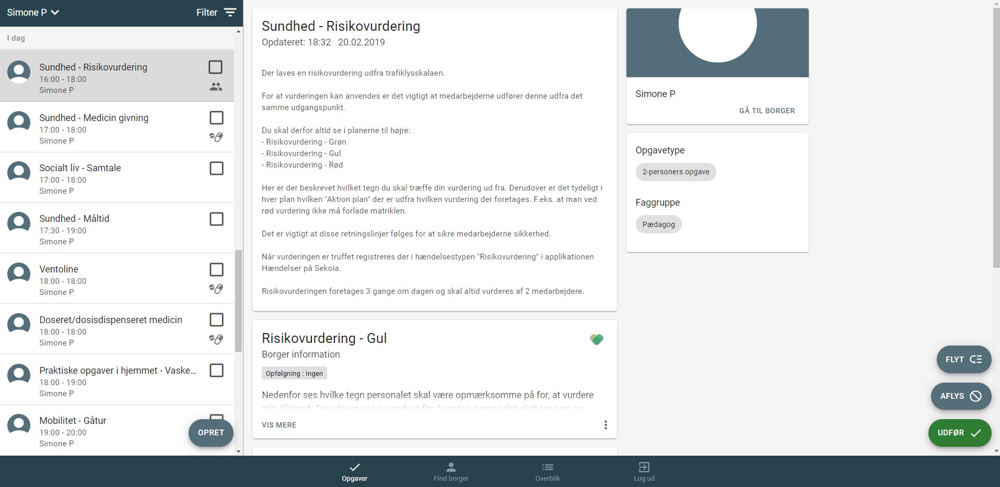 Simone P
Filter
I dag
Sundhed - Risikovurdering
16:00 - 18:00
Simone P
Sundhed - Medicin givning
17:00 - 18:00
Simone P
Socialt liv - Samtale
17:00 - 18:00
Simone P
Sundhed - Måltid
17:30 - 19:00
Simone P
Ventoline
18:00 - 18:00
Simone P
Doseret/dosisdispenseret medicin
18:00 - 18:00
Simone P
Praktiske opgaver i hjemmet - Vaske...
18:00 - 19:00
Simone P
Mobilitet - Gåtur
19:00 - 20:00
Simone P
OPRET
Sundhed - Risikovurdering
Opdateret: 18:32 20.02.2019
Der laves en risikovurdering udfra trafiklysskalaen.
For at vurderingen kan anvendes er det vigtigt at medarbejderne udfører denne udfra det
samme udgangspunkt.
Du skal derfor altid se i planerne til højre:
- Risikovurdering - Grøn
- Risikovurdering - Gul
- Risikovurdering - Rød
Her er der beskrevet hvilket tegn du skal træffe din vurdering ud fra. Derudover er det tydeligt i
hver plan hvilken "Aktion plan" der er udfra hvilken vurdering der foretages. F.eks. at man ved
rød vurdering ikke må forlade matriklen.
Det er vigtigt at disse retningslinjer følges for at sikre medarbejderne sikkerhed.
Når vurderingen er truffet registreres der i hændelsestypen "Risikovurdering" i applikationen
Hændelser på Sekoia.
Risikovurderingen foretages 3 gange om dagen og skal altid vurderes af 2 medarbejdere.
Risikovurdering - Gul
Borger information
Opfølgning : Ingen
Nedenfor ses hvilke tegn personalet skal være opmærksomme på for, at vurdere
min tilstand. Derudover ses procedure for, hvordan personalet skal reagere og
VIS MERE
Simone P
GÅ TIL BORGER
Opgavetype
2-personers opgave
Faggruppe
Pædagog
FLYT
AFLYS
UDFØR
Opgaver
Find borger
Overblik
Log ud